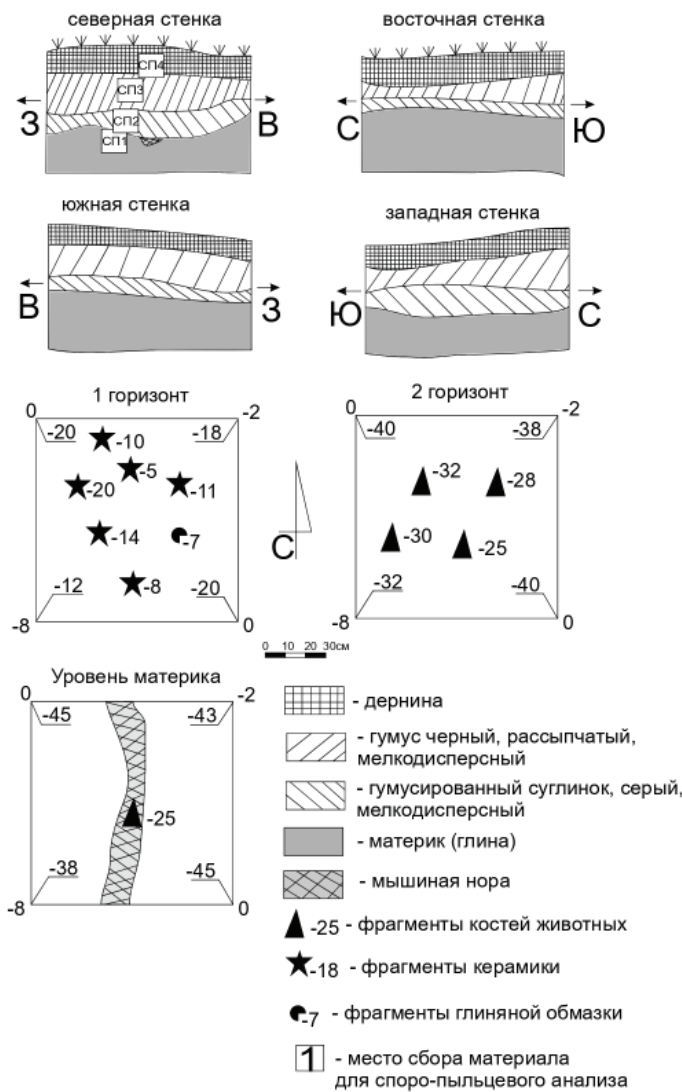 северная стенка
восточная стенка
СП4
СП3
СП2
СП1
З
В
С
Ю
южная стенка
западная стенка
В
З
Ю
С
1 горизонт
2 горизонт
0
-2
-20
-18
-10
-5
-20
-11
-14
-7
-8
-12
-20
-8
0
С
0
-2
-40
-38
-32
-28
-30
-25
-32
-40
-8
0
0 10 20 30см
Уровень материка
0
-2
-45
-43
-25
-38
-45
-8
0
- дернина
- гумус черный, рассыпчатый,
мелкодисперсный
- гумусированный суглинок, серый,
мелкодисперсный
- материк (глина)
- мышиная нора
-25 - фрагменты костей животных
-18 - фрагменты керамики
-7 - фрагменты глиняной обмазки
1 - место сбора материала
для споро-пыльцевого анализа